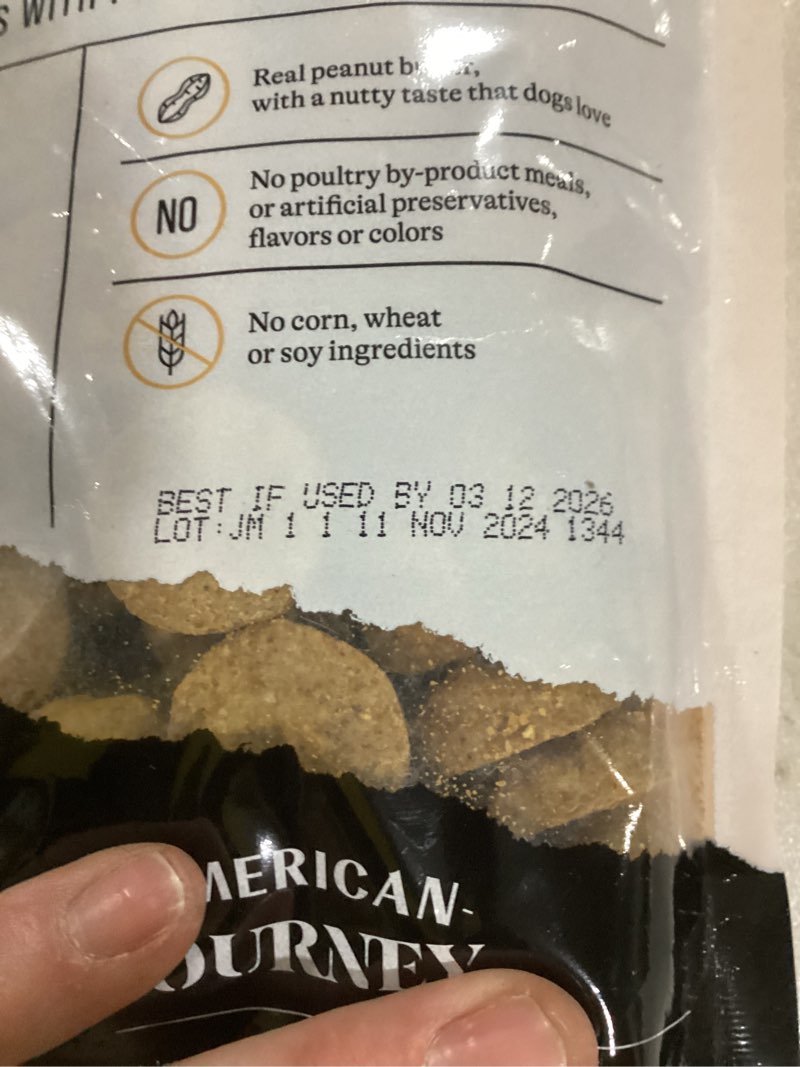 Real peanut
with a nutty taste that dogs love
NO
No poultry by-product meals,
or artificial preservatives,
flavors or colors
No corn, wheat
or soy ingredients
BEST IF USED BY 03 12 2026
LOT:JM 1 1 11 NOV 2024 1344
MERICAN-
OURNEY